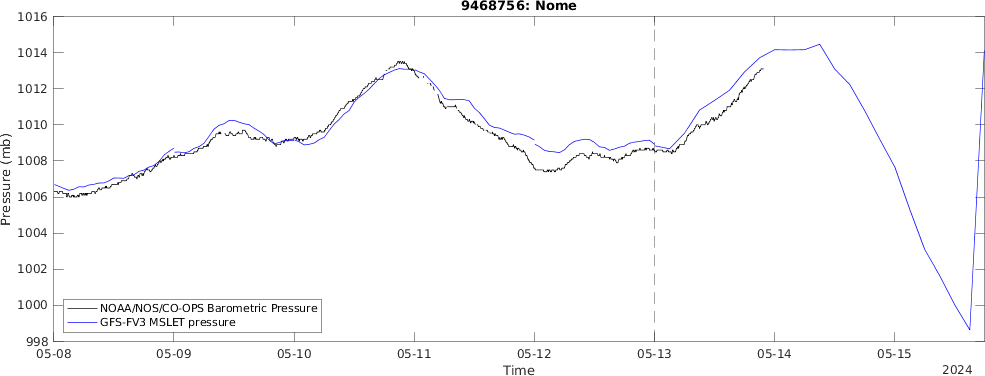 9468756: Nome
1016
1014
1012
1010
1008
1006
1004
1002
1000
998
Pressure (mb)
NOAA/NOS/CO-OPS Barometric Pressure
GFS-FV3 MSLET pressure
05-08 05-09 05-10 05-11 05-12 05-13 05-14 05-15
Time
2024